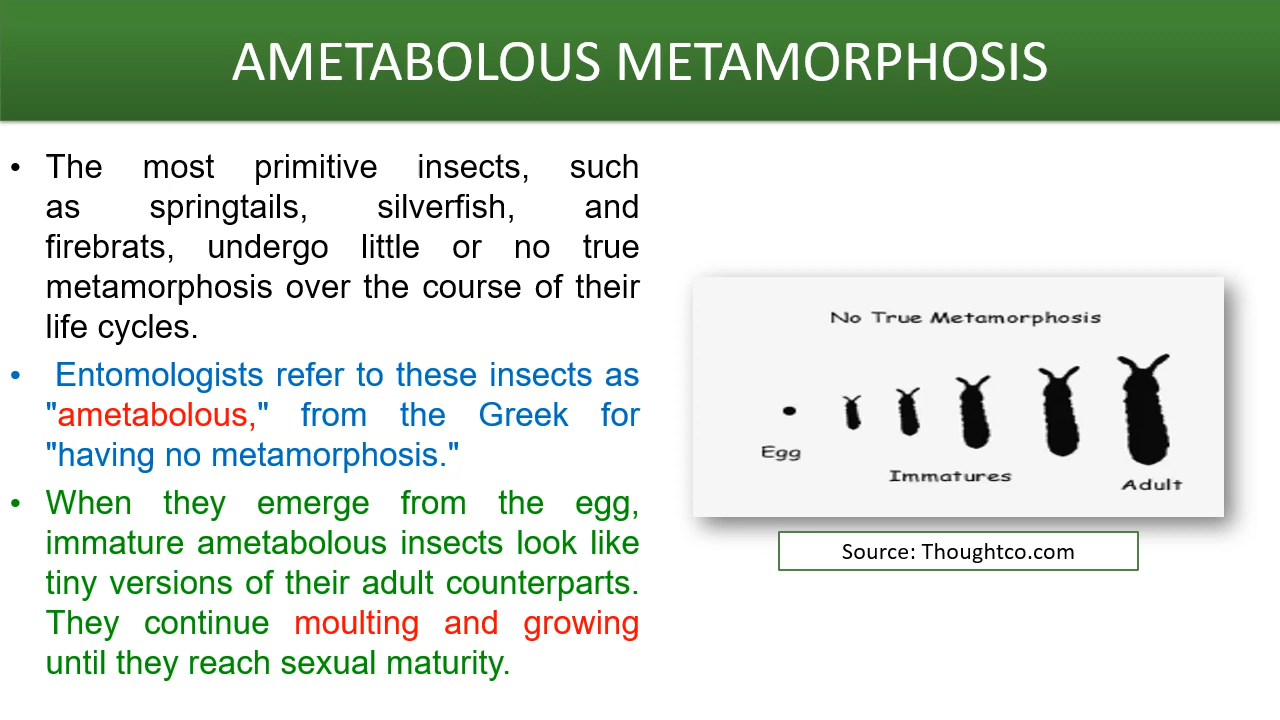 AMETABOLOUS METAMORPHOSIS
• The most primitive insects, such
as springtails, silverfish, and
firebrats, undergo little or no true
metamorphosis over the course of their
life cycles.
• Entomologists refer to these insects as
"ametabolous," from the Greek for
"having no metamorphosis."
• When they emerge from the egg,
immature ametabolous insects look like
tiny versions of their adult counterparts.
They continue moulting and growing
until they reach sexual maturity.
No True Metamorphosis
Egg
Immatures
Adult
Source: Thoughtco.com